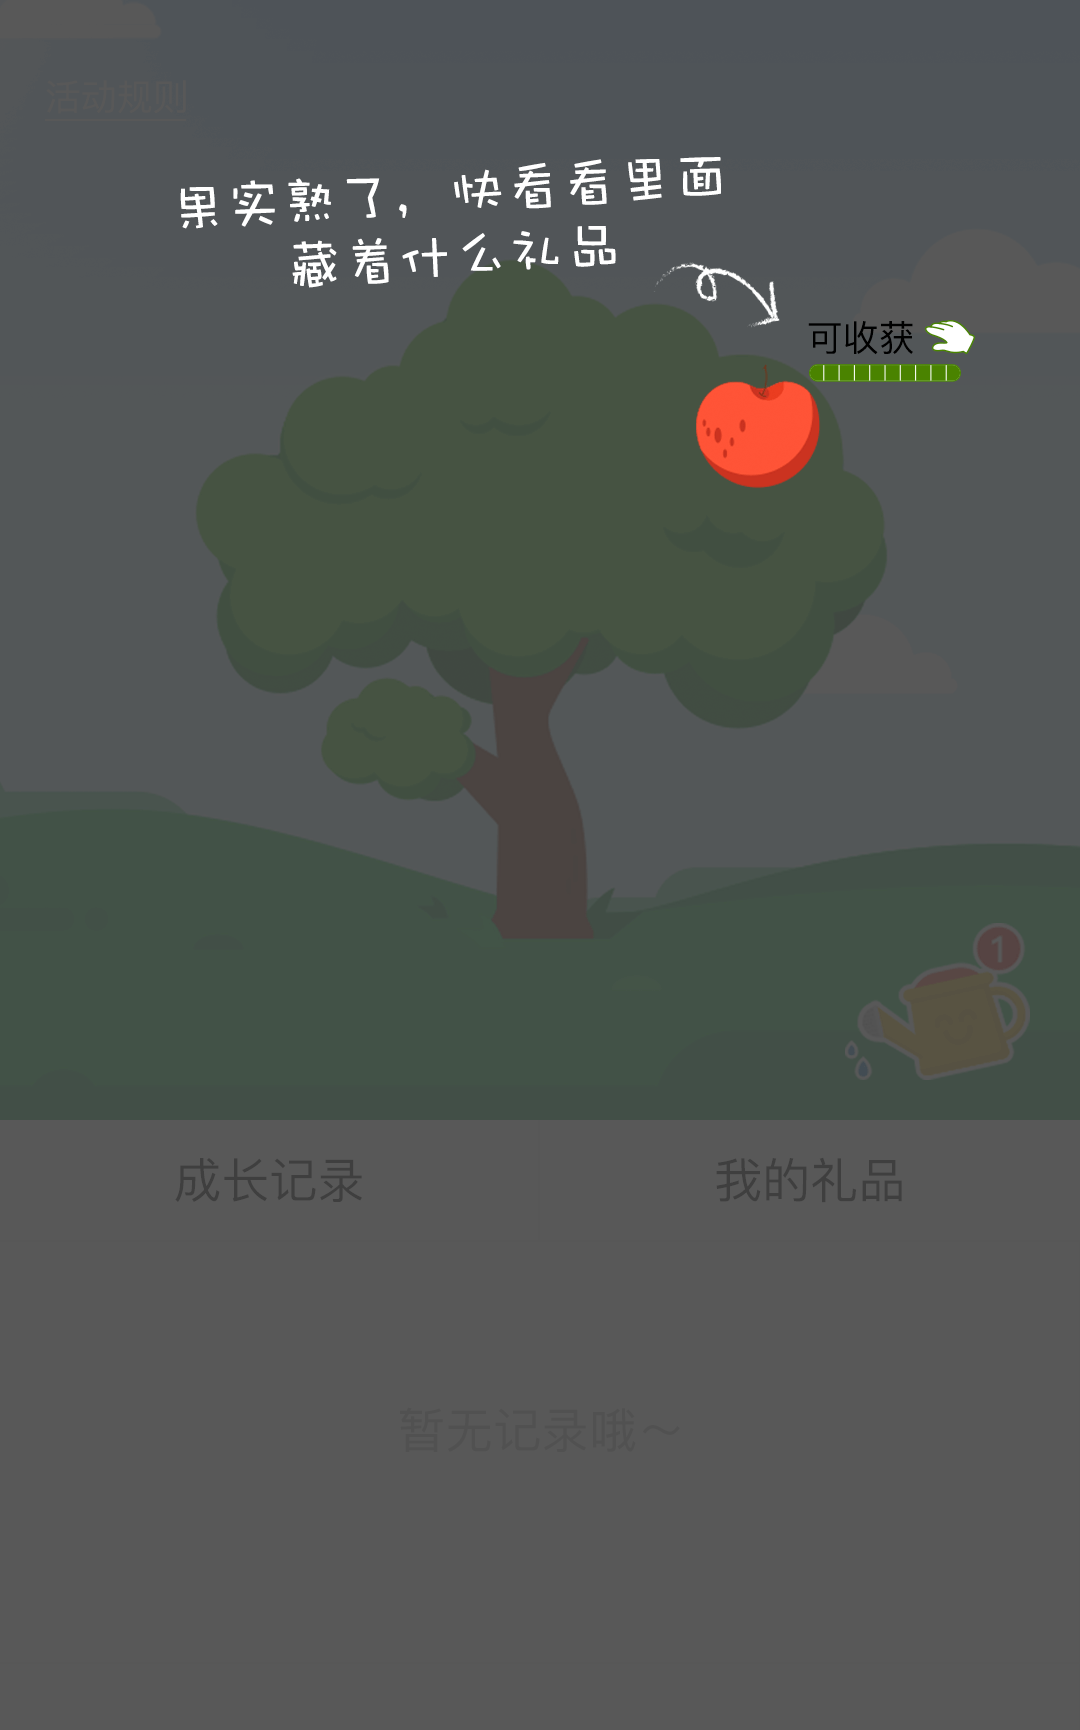 活动规则
果实熟了，快看看里面
藏着什么礼品
可收获
1
成长记录
我的礼品
暂无记录哦～